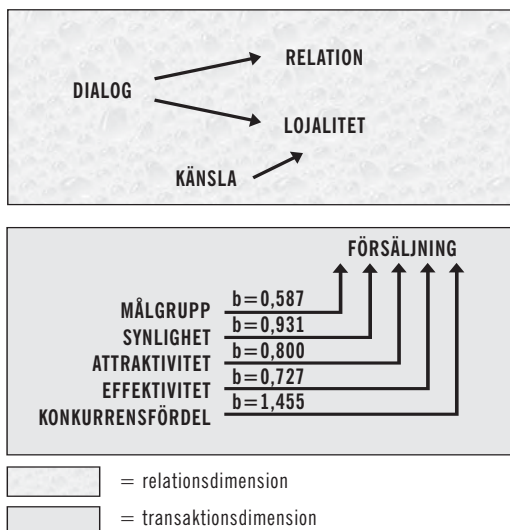 RELATION
DIALOG
LOJALITET
KÄNSLA
FÖRSÄLJNING
MÅLGRUPP b=0,587
SYNLIGHET b=0,931
ATTRAKTIVITET b=0,800
EFFEKTIVITET b=0,727
KONKURRENSFÖRDEL b=1,455
= relationsdimension
= transaktionsdimension